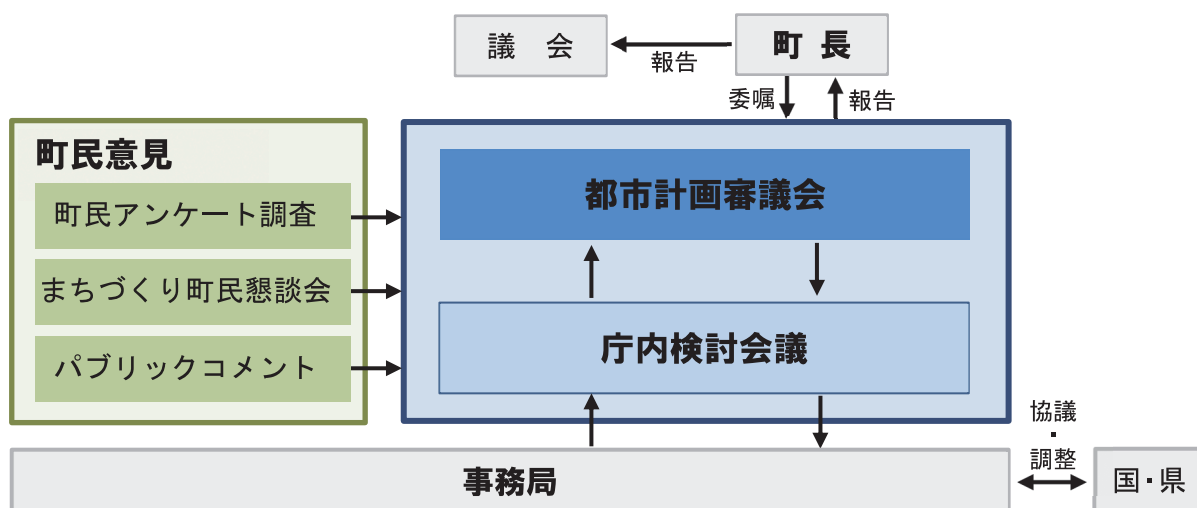 議 会
報告
町 長
委嘱
報告
町民意見
町民アンケート調査
まちづくり町民懇談会
パブリックコメント
都市計画審議会
庁内検討会議
事務局
協議
・
調整
国・県